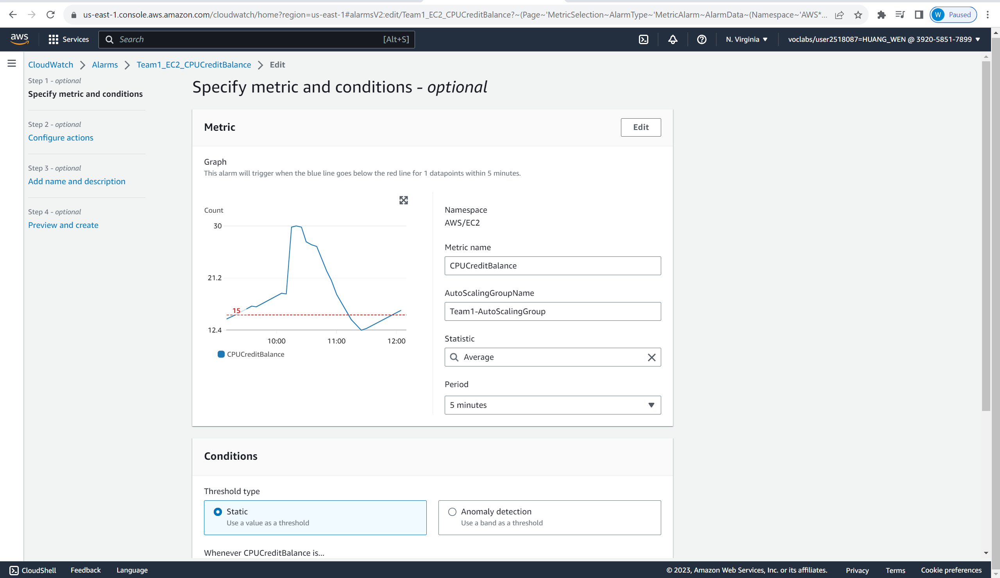 us-east-1.console.aws.amazon.com/cloudwatch/home?region=us-east-1#alarmsV2:edit/Team1_EC2_CPUCreditBalance?~(Page~'MetricSelection~AlarmType~'MetricAlarm~AlarmData~(Namespace~'AWS*...
W Paused
aws
Services
Search
[Alt+S]
N. Virginia
voclabs/user2518087=HUANG_WEN @ 3920-5851-7899
CloudWatch
Alarms
Team1_EC2_CPUCreditBalance
Edit
Step 1 - optional
Specify metric and conditions
Step 2 - optional
Configure actions
Step 3 - optional
Add name and description
Step 4 - optional
Preview and create
Specify metric and conditions - optional
Metric
Edit
Graph
This alarm will trigger when the blue line goes below the red line for 1 datapoints within 5 minutes.
Count
30
21.2
15
12.4
10:00
11:00
12:00
CPUCreditBalance
Namespace
AWS/EC2
Metric name
CPUCreditBalance
AutoScalingGroupName
Team1-AutoScalingGroup
Statistic
Average
Period
5 minutes
Conditions
Threshold type
Static
Use a value as a threshold
Anomaly detection
Use a band as a threshold
Whenever CPUCreditBalance is...
CloudShell
Feedback
Language
© 2023, Amazon Web Services, Inc. or its affiliates.
Privacy
Terms
Cookie preferences